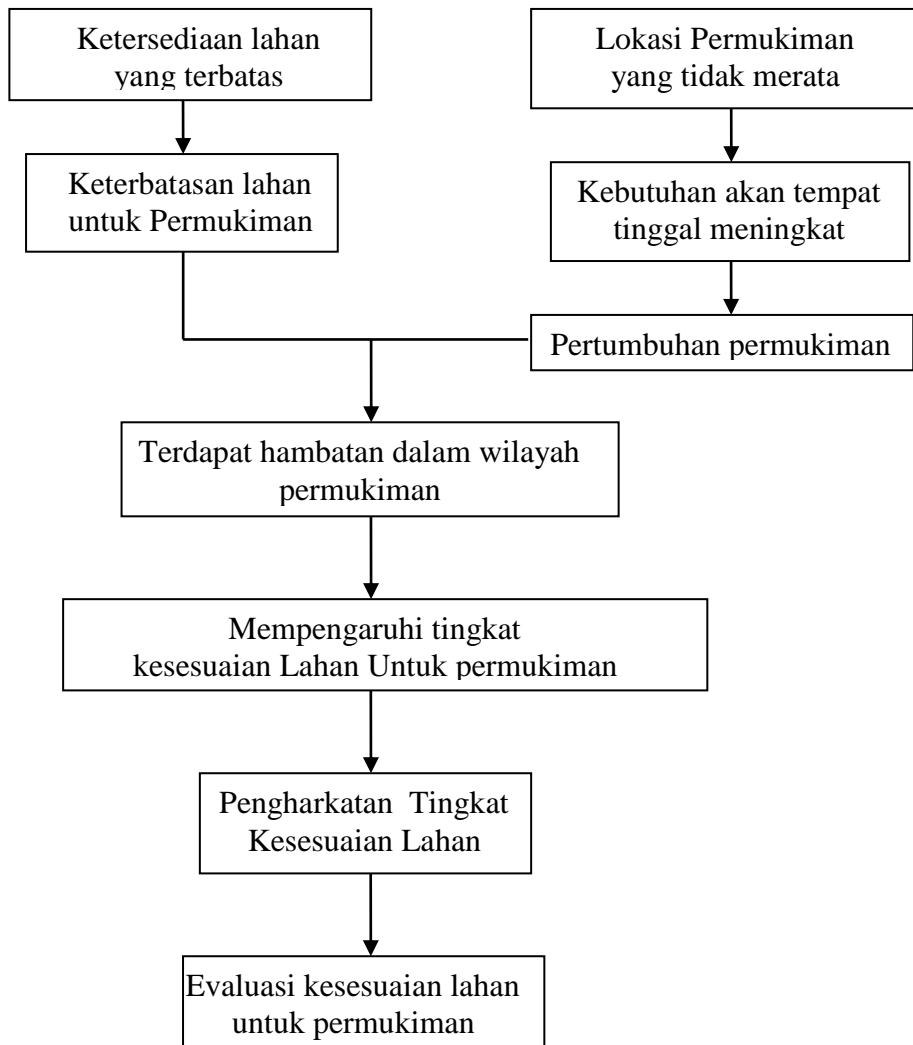 Ketersediaan lahan
yang terbatas
Lokasi Permukiman
yang tidak merata
Keterbatasan lahan
untuk Permukiman
Kebutuhan akan tempat
tinggal meningkat
Pertumbuhan permukiman
Terdapat hambatan dalam wilayah
permukiman
Mempengaruhi tingkat
kesesuaian Lahan Untuk permukiman
Pengharkatan Tingkat
Kesesuaian Lahan
Evaluasi kesesuaian lahan
untuk permukiman